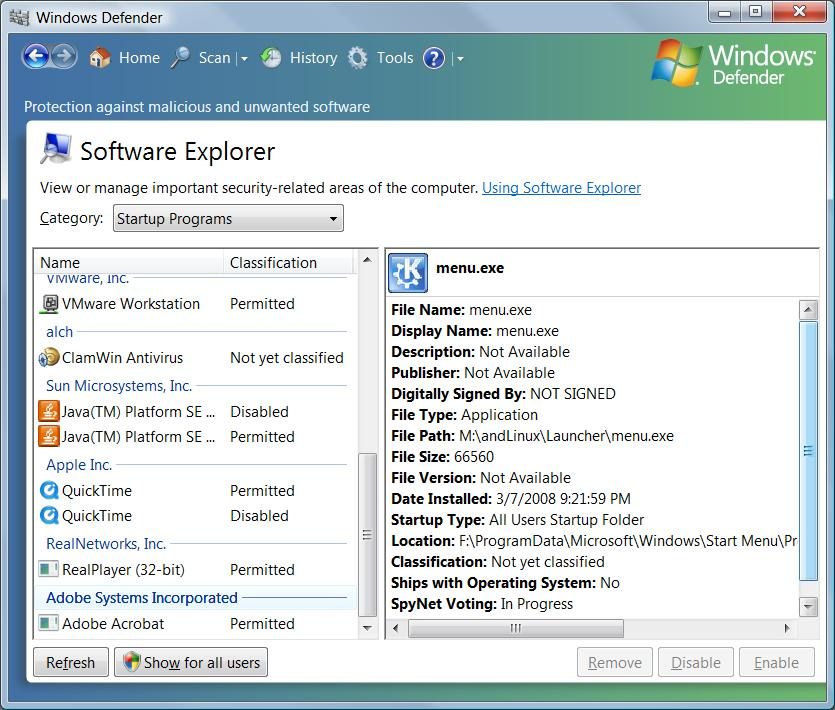 Windows Defender
Home Scan History Tools
Windows
Defender
Protection against malicious and unwanted software
Software Explorer
View or manage important security-related areas of the computer. Using Software Explorer
Category: Startup Programs
Name Classification
VMware, Inc.
VMware Workstation Permitted
alch
ClamWin Antivirus Not yet classified
Sun Microsystems, Inc.
Java(TM) Platform SE ... Disabled
Java(TM) Platform SE ... Permitted
Apple Inc.
QuickTime Permitted
QuickTime Disabled
RealNetworks, Inc.
RealPlayer (32-bit) Permitted
Adobe Systems Incorporated
Adobe Acrobat Permitted
menu.exe
File Name: menu.exe
Display Name: menu.exe
Description: Not Available
Publisher: Not Available
Digitally Signed By: NOT SIGNED
File Type: Application
File Path: M:\andLinux\Launcher\menu.exe
File Size: 66560
File Version: Not Available
Date Installed: 3/7/2008 9:21:59 PM
Startup Type: All Users Startup Folder
Location: F:\ProgramData\Microsoft\Windows\Start Menu\Pr
Classification: Not yet classified
Ships with Operating System: No
SpyNet Voting: In Progress
Refresh Show for all users Remove Disable Enable